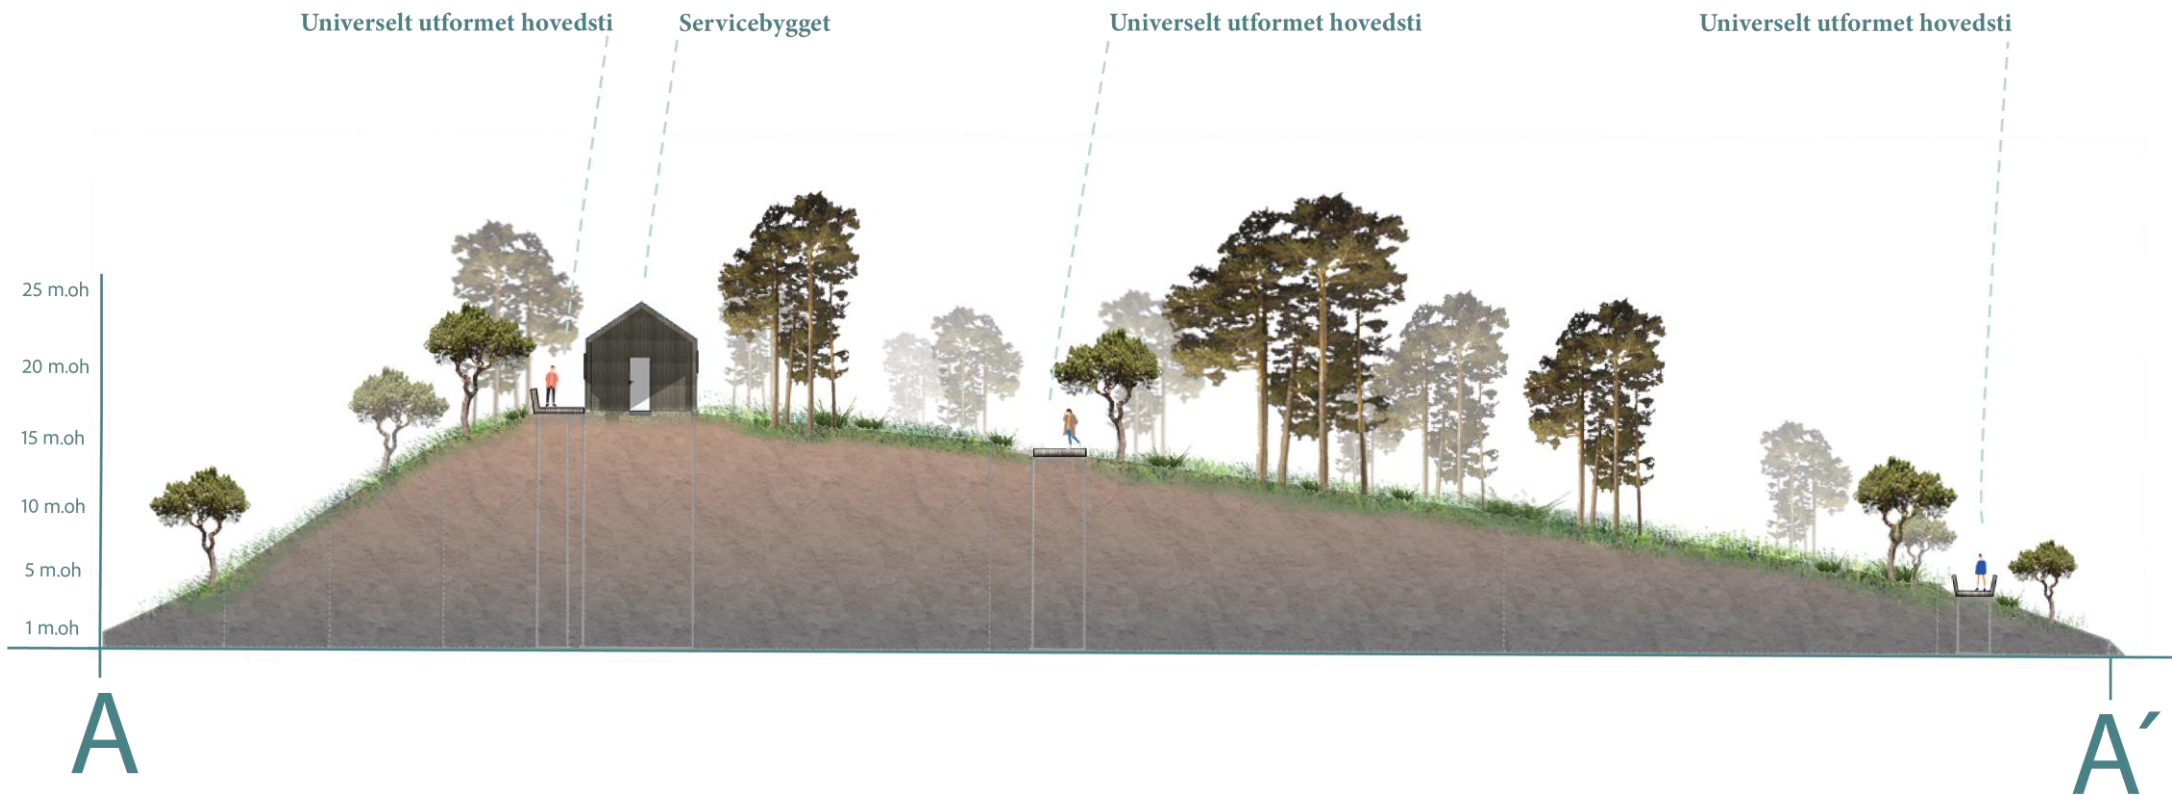 Universelt utformet hovedsti
Servicebygget
Universelt utformet hovedsti
Universelt utformet hovedsti
25 m.oh
20 m.oh
15 m.oh
10 m.oh
5 m.oh
1 m.oh
A
A´